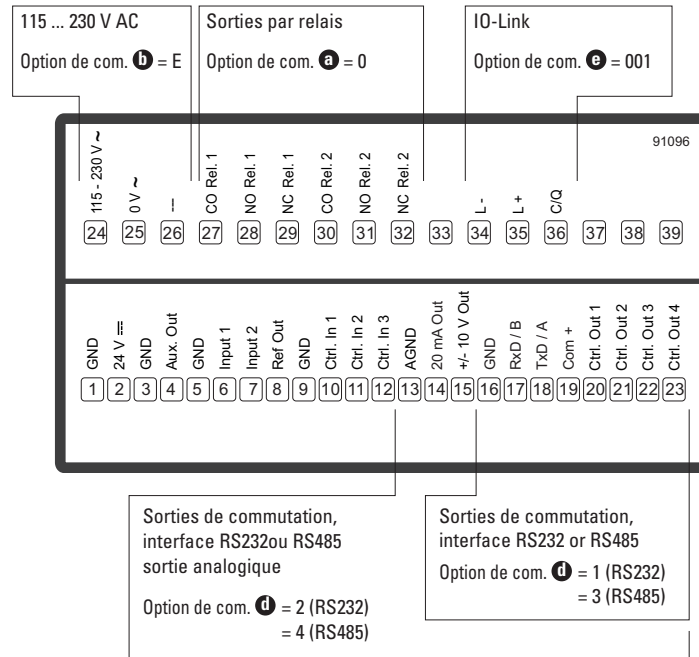 115 ... 230 V AC
Option de com. b = E
Sorties par relais
Option de com. a = 0
IO-Link
Option de com. e = 001
91096
115 - 230 V ~
0 V ~
---
CO Rel. 1
NO Rel. 1
NC Rel. 1
CO Rel. 2
NO Rel. 2
NC Rel. 2
L -
L +
C/Q
24 25 26 27 28 29 30 31 32 33 34 35 36 37 38 39
GND
24 V ⎓
GND
Aux. Out
GND
Input 1
Input 2
Ref Out
GND
Ctrl. In 1
Ctrl. In 2
Ctrl. In 3
AGND
20 mA Out
+/- 10 V Out
GND
RxD / B
TxD / A
Com +
Ctrl. Out 1
Ctrl. Out 2
Ctrl. Out 3
Ctrl. Out 4
1 2 3 4 5 6 7 8 9 10 11 12 13 14 15 16 17 18 19 20 21 22 23
Sorties de commutation,
interface RS232ou RS485
sortie analogique
Option de com. d = 2 (RS232)
= 4 (RS485)
Sorties de commutation,
interface RS232 or RS485
Option de com. d = 1 (RS232)
= 3 (RS485)